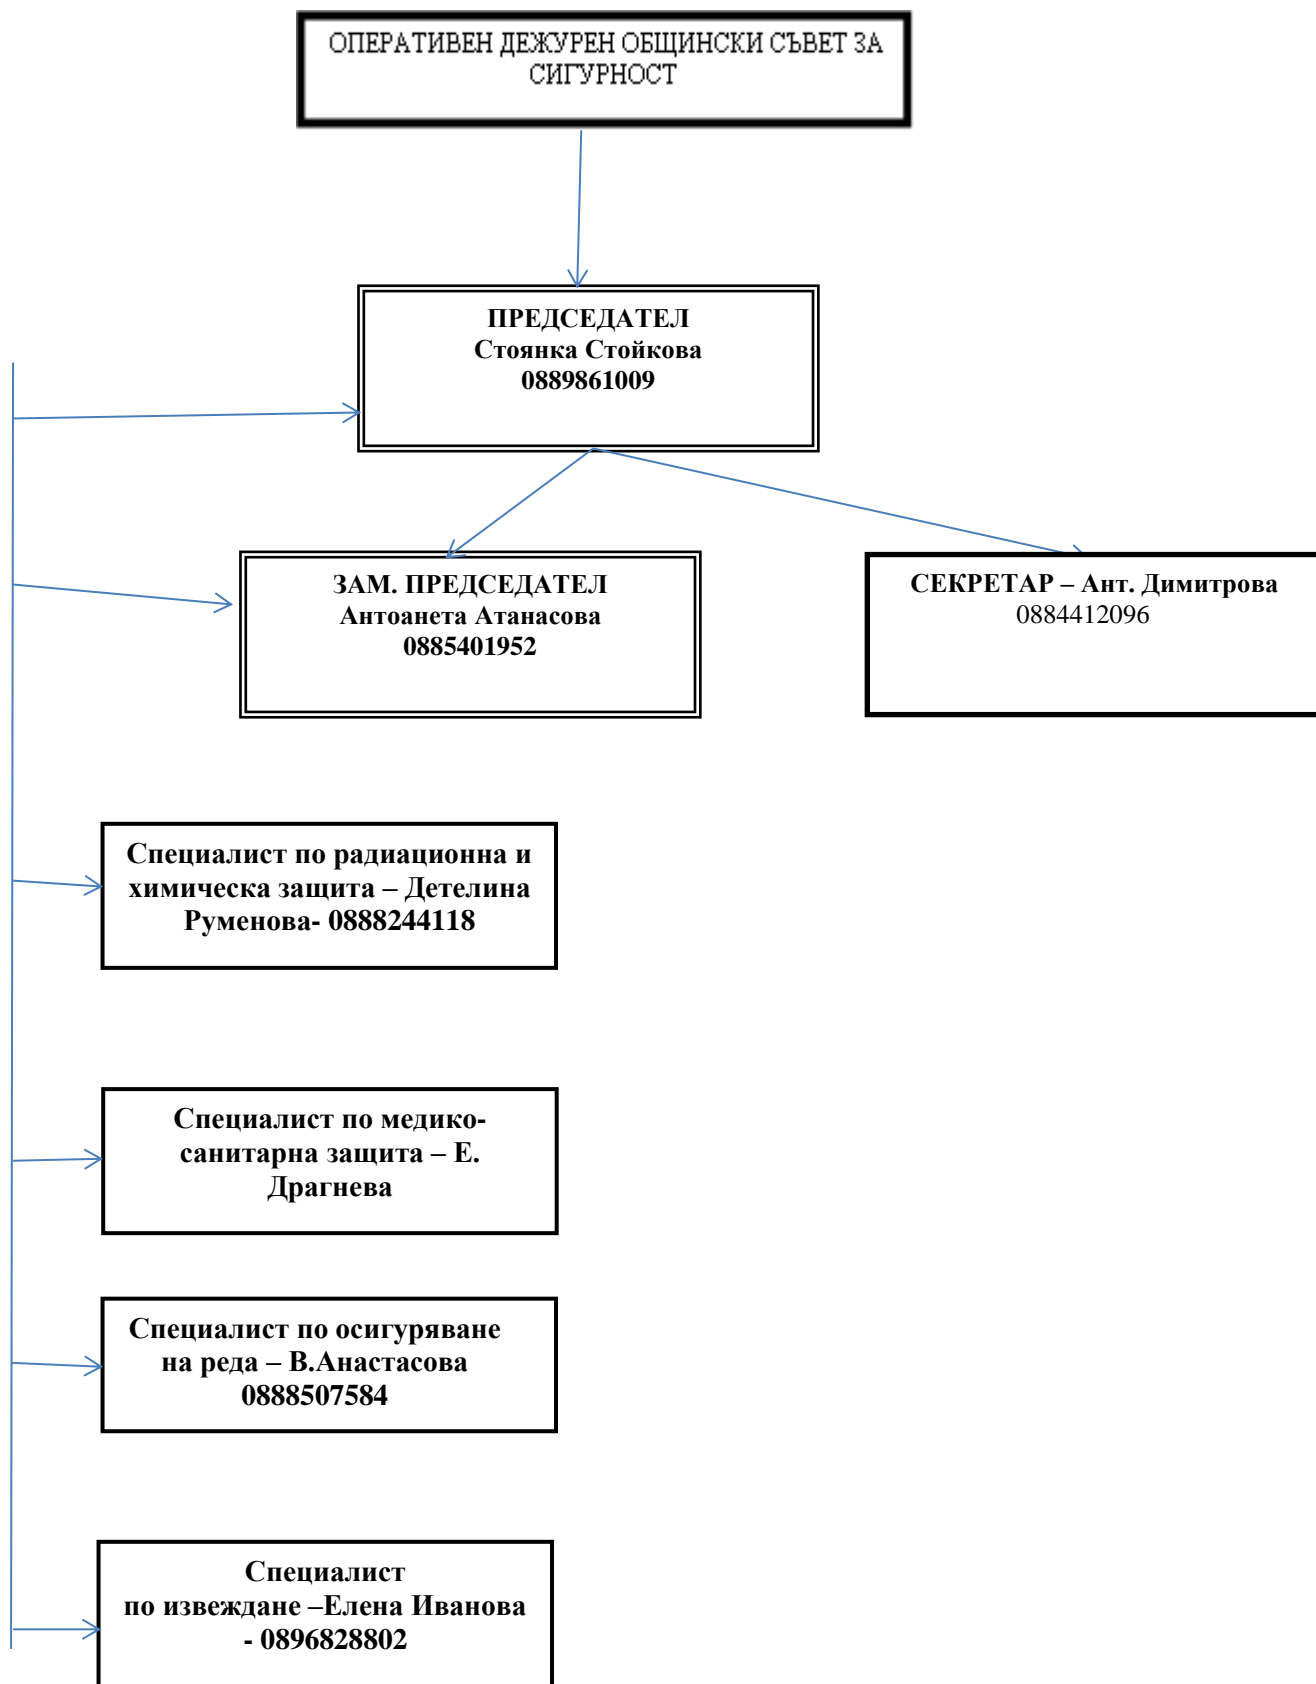 ОПЕРАТИВЕН ДЕЖУРЕН ОБЩИНСКИ СЪВЕТ ЗА
СИГУРНОСТ
ПРЕДСЕДАТЕЛ
Стоянка Стойкова
0889861009
ЗАМ. ПРЕДСЕДАТЕЛ
Антоанета Атанасова
0885401952
СЕКРЕТАР – Ант. Димитрова
0884412096
Специалист по радиационна и
химическа защита – Детелина
Руменова- 0888244118
Специалист по медико-
санитарна защита – Е.
Драгнева
Специалист по осигуряване
на реда – В.Анастасова
0888507584
Специалист
по извеждане –Елена Иванова
- 0896828802